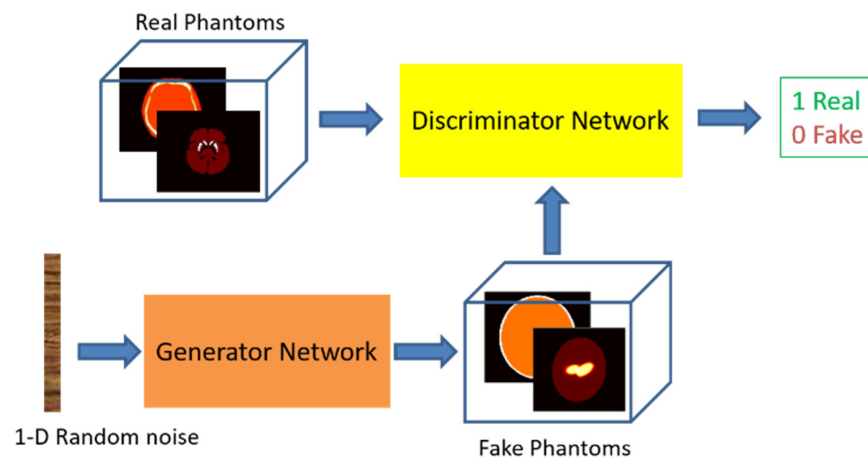 Real Phantoms
Discriminator Network
1 Real
0 Fake
Generator Network
1-D Random noise
Fake Phantoms